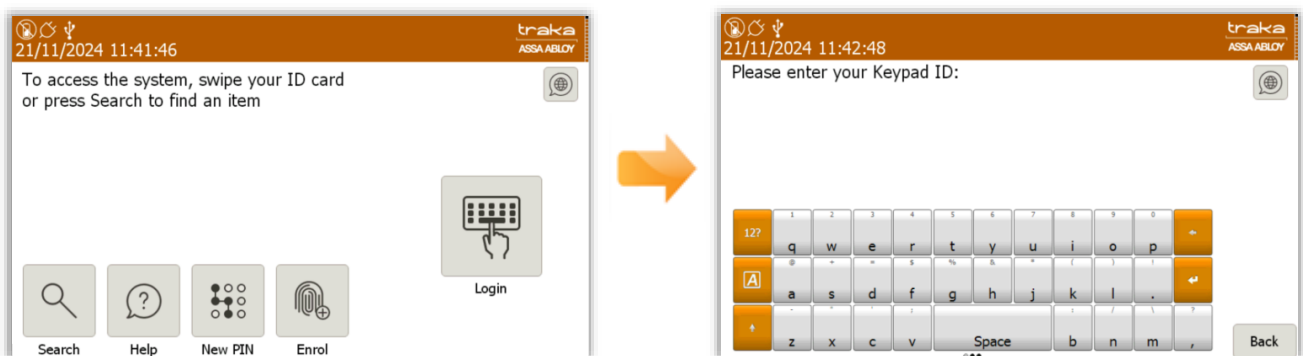 traka
21/11/2024 11:41:46
ASSA ABLOY
To access the system, swipe your ID card
or press Search to find an item
Login
Search
Help
New PIN
Enrol
traka
21/11/2024 11:42:48
ASSA ABLOY
Please enter your Keypad ID:
1 2 3 4 5 6 7 8 9 0
12? q w e r t y u i o p
A a s d f g h j k l .
z x c v Space b n m ,
Back